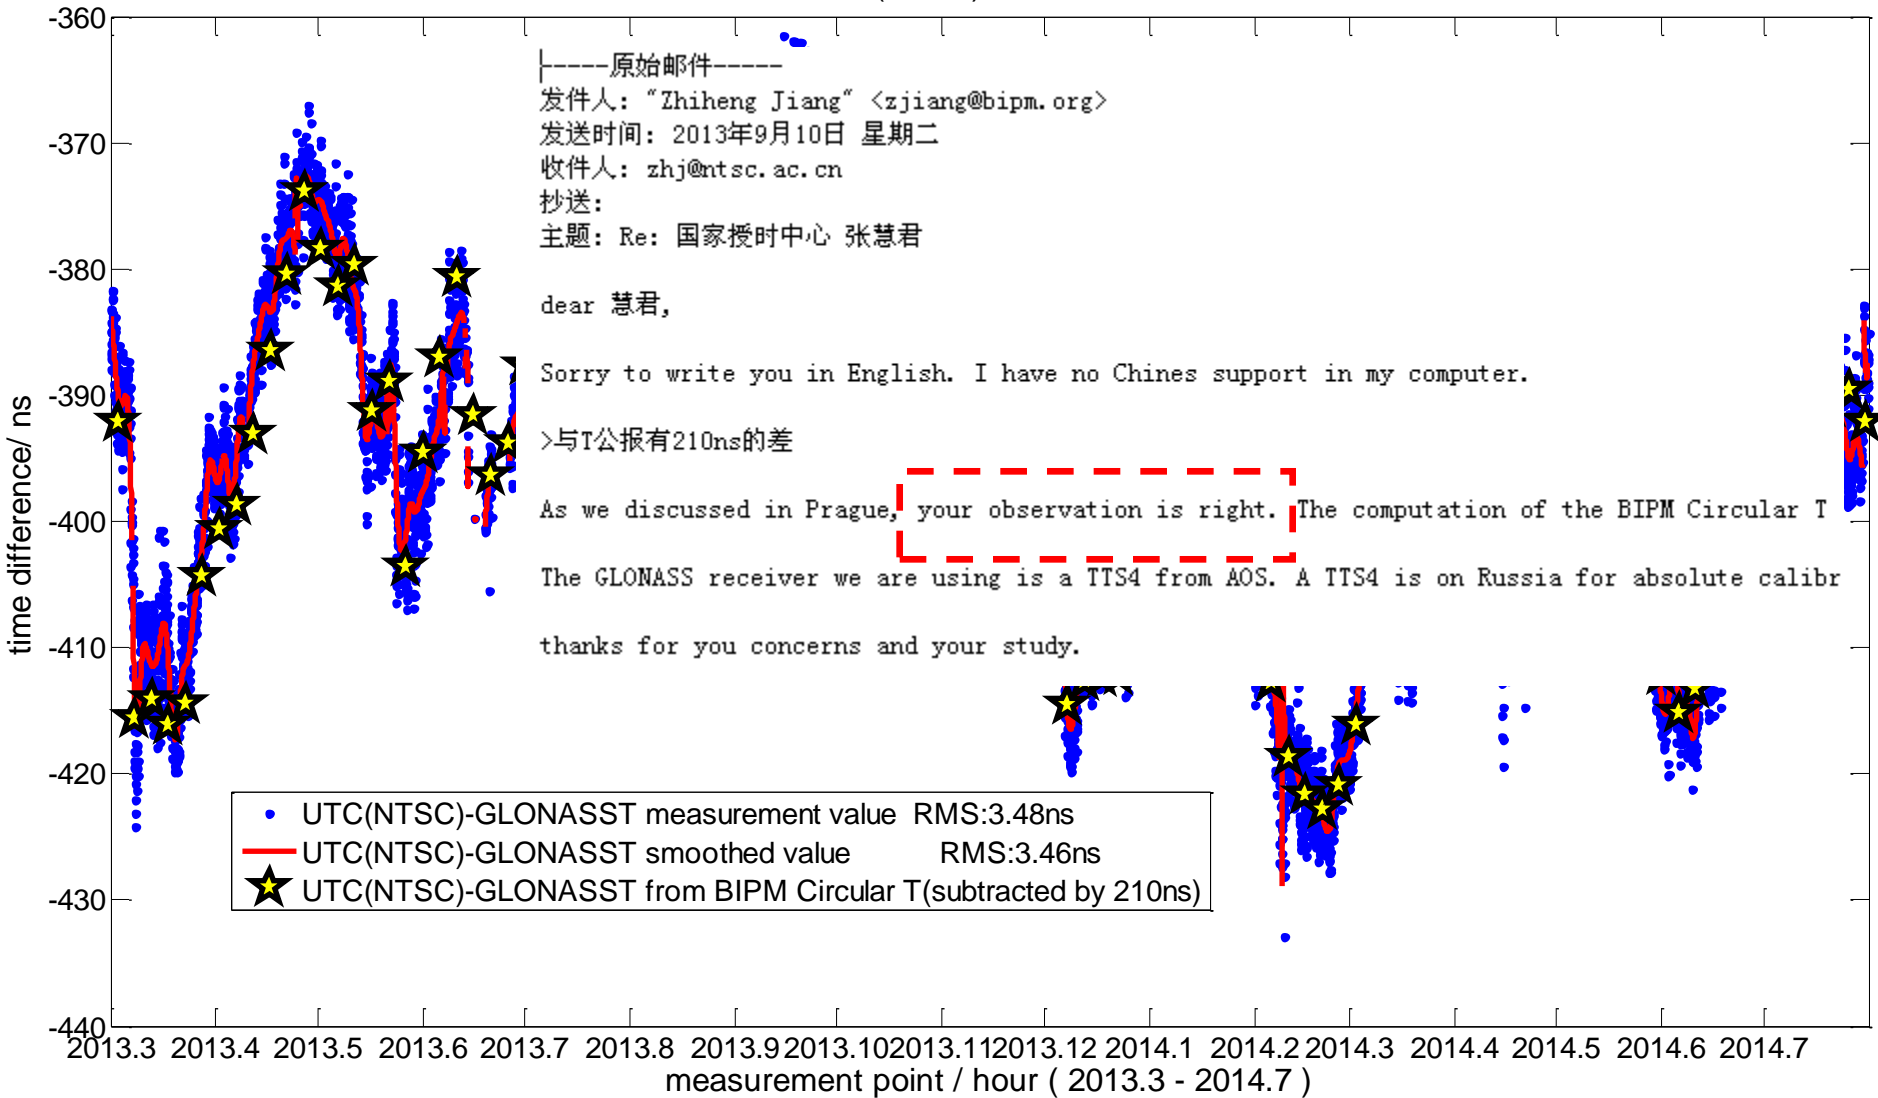 -360
-370
-380
-390
-400
-410
-420
-430
-440
time difference/ ns
├-----原始邮件-----
发件人: "Zhiheng Jiang" <zjiang@bipm.org>
发送时间: 2013年9月10日 星期二
收件人: zhj@ntsc.ac.cn
抄送:
主题: Re: 国家授时中心 张慧君
dear 慧君,
Sorry to write you in English. I have no Chines support in my computer.
>与T公报有210ns的差
As we discussed in Prague, your observation is right. The computation of the BIPM Circular T
The GLONASS receiver we are using is a TTS4 from AOS. A TTS4 is on Russia for absolute calibr
thanks for you concerns and your study.
UTC(NTSC)-GLONASST measurement value RMS:3.48ns
UTC(NTSC)-GLONASST smoothed value RMS:3.46ns
UTC(NTSC)-GLONASST from BIPM Circular T(subtracted by 210ns)
2013.3 2013.4 2013.5 2013.6 2013.7 2013.8 2013.9 2013.10 2013.11 2013.12 2014.1 2014.2 2014.3 2014.4 2014.5 2014.6 2014.7
measurement point / hour ( 2013.3 - 2014.7 )